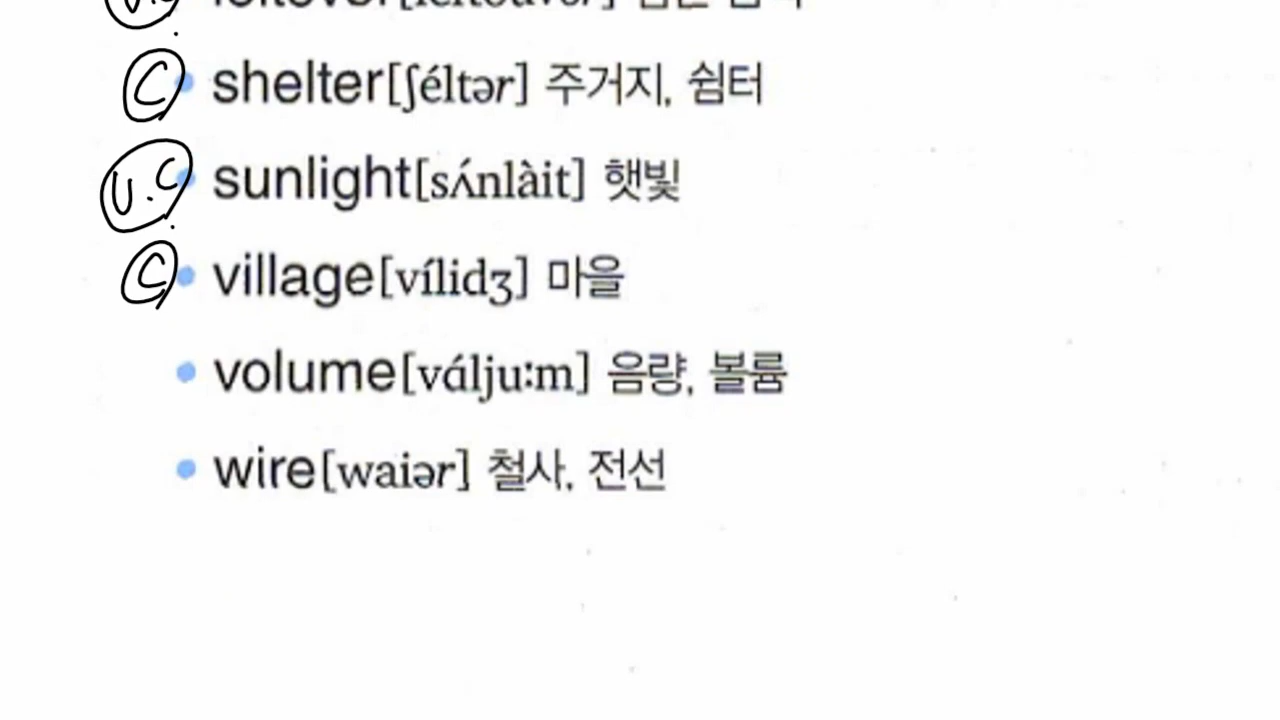 C shelter[ʃéltər] 주거지, 쉼터
U.C sunlight[sʌ́nlàit] 햇빛
C village[vílidʒ] 마을
volume[válju:m] 음량, 볼륨
wire[waiər] 철사, 전선